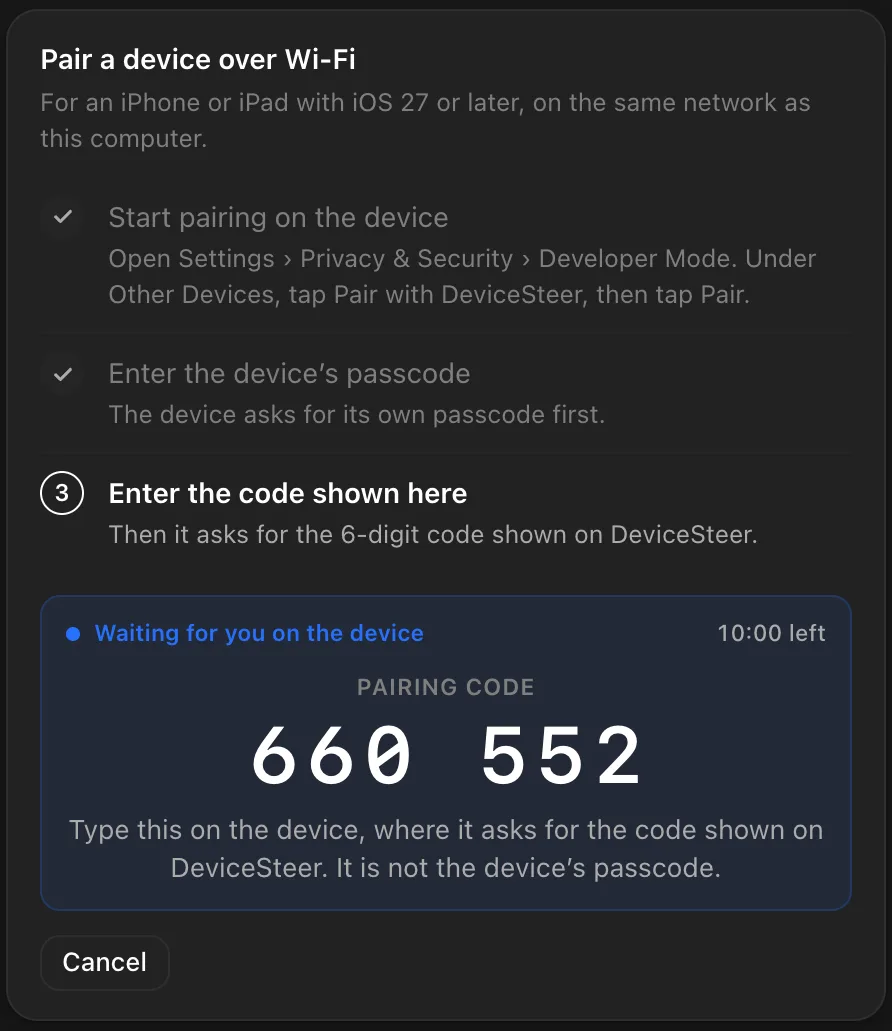 Pair a device over Wi-Fi
For an iPhone or iPad with iOS 27 or later, on the same network as
this computer.
Start pairing on the device
Open Settings › Privacy & Security › Developer Mode. Under
Other Devices, tap Pair with DeviceSteer, then tap Pair.
Enter the device’s passcode
The device asks for its own passcode first.
3 Enter the code shown here
Then it asks for the 6-digit code shown on DeviceSteer.
Waiting for you on the device 10:00 left
PAIRING CODE
660 552
Type this on the device, where it asks for the code shown on
DeviceSteer. It is not the device’s passcode.
Cancel